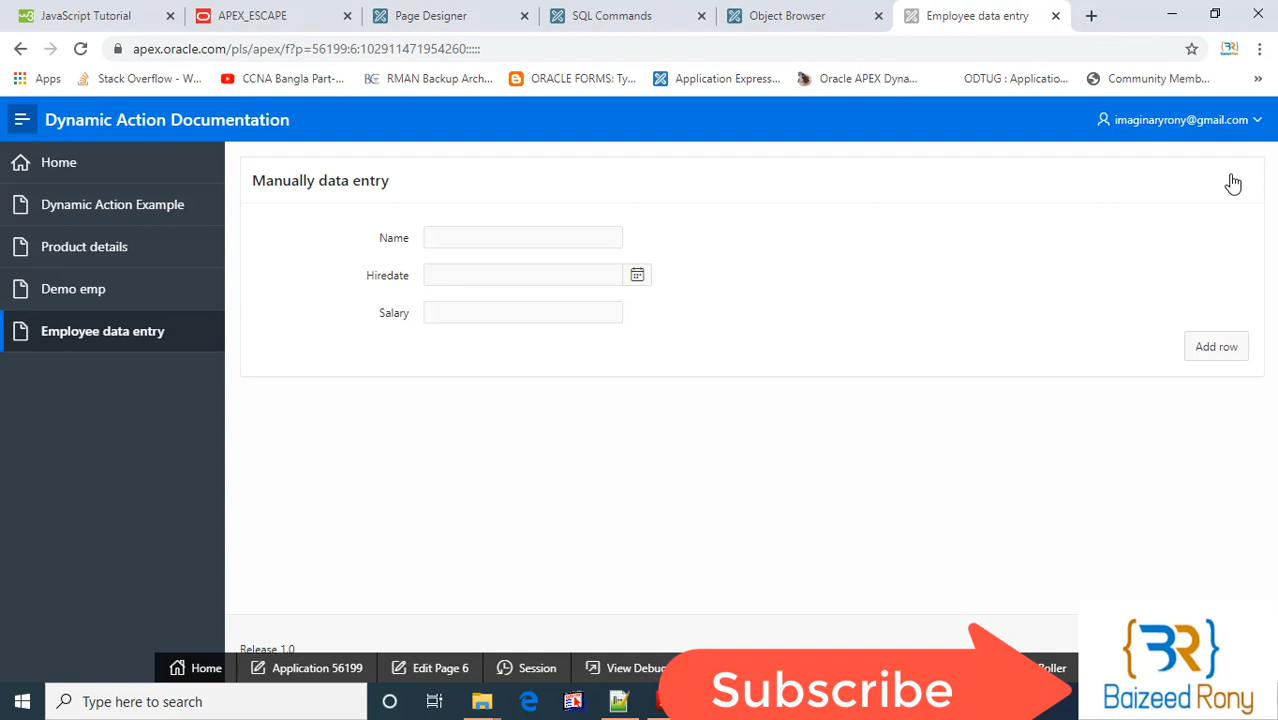 JavaScript Tutorial
APEX_ESCAPE
Page Designer
SQL Commands
Object Browser
Employee data entry
apex.oracle.com/pls/apex/f?p=56199:6:102911471954260:::::
Apps
Stack Overflow - W...
CCNA Bangla Part-...
RMAN Backup Arch...
ORACLE FORMS: Ty...
Application Express...
Oracle APEX Dyna...
ODTUG : Applicatio...
Community Memb...
Dynamic Action Documentation
imaginaryrony@gmail.com
Home
Dynamic Action Example
Product details
Demo emp
Employee data entry
Manually data entry
Name
Hiredate
Salary
Add row
Release 1.0
Home
Application 56199
Edit Page 6
Session
View Debug
Roller
Type here to search
Subscribe
Baizeed Rony